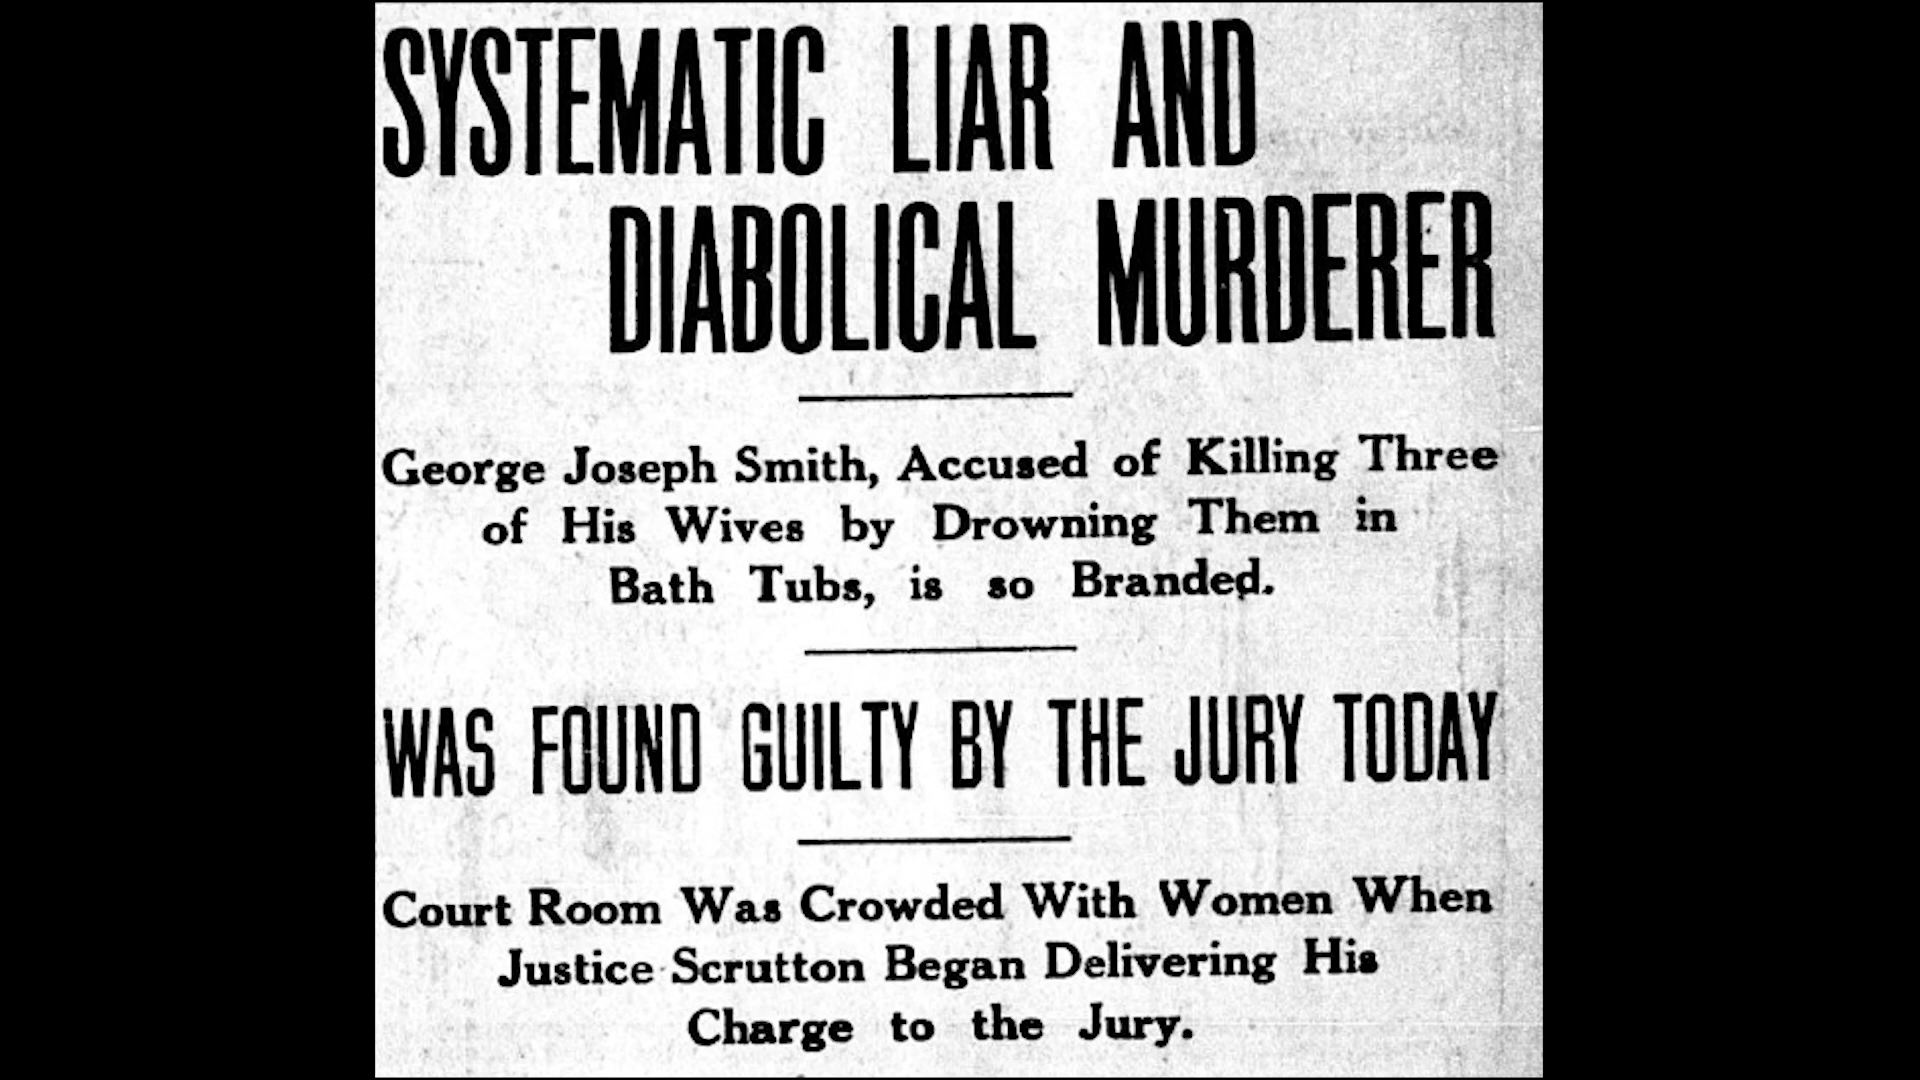 SYSTEMATIC LIAR AND
DIABOLICAL MURDERER
George Joseph Smith, Accused of Killing Three
of His Wives by Drowning Them in
Bath Tubs, is so Branded.
WAS FOUND GUILTY BY THE JURY TODAY
Court Room Was Crowded With Women When
Justice Scrutton Began Delivering His
Charge to the Jury.